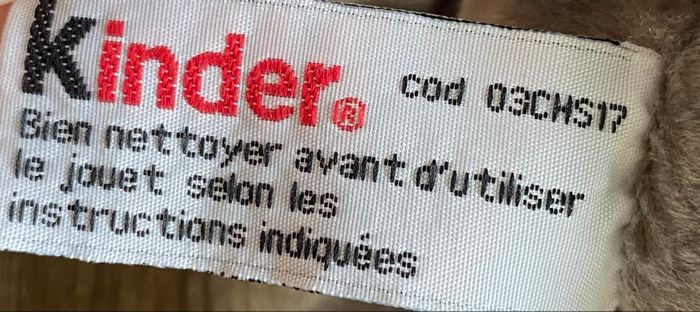 Kinder® cod 03CHS17
Bien nettoyer avant d'utiliser
le jouet selon les
instructions indiquées